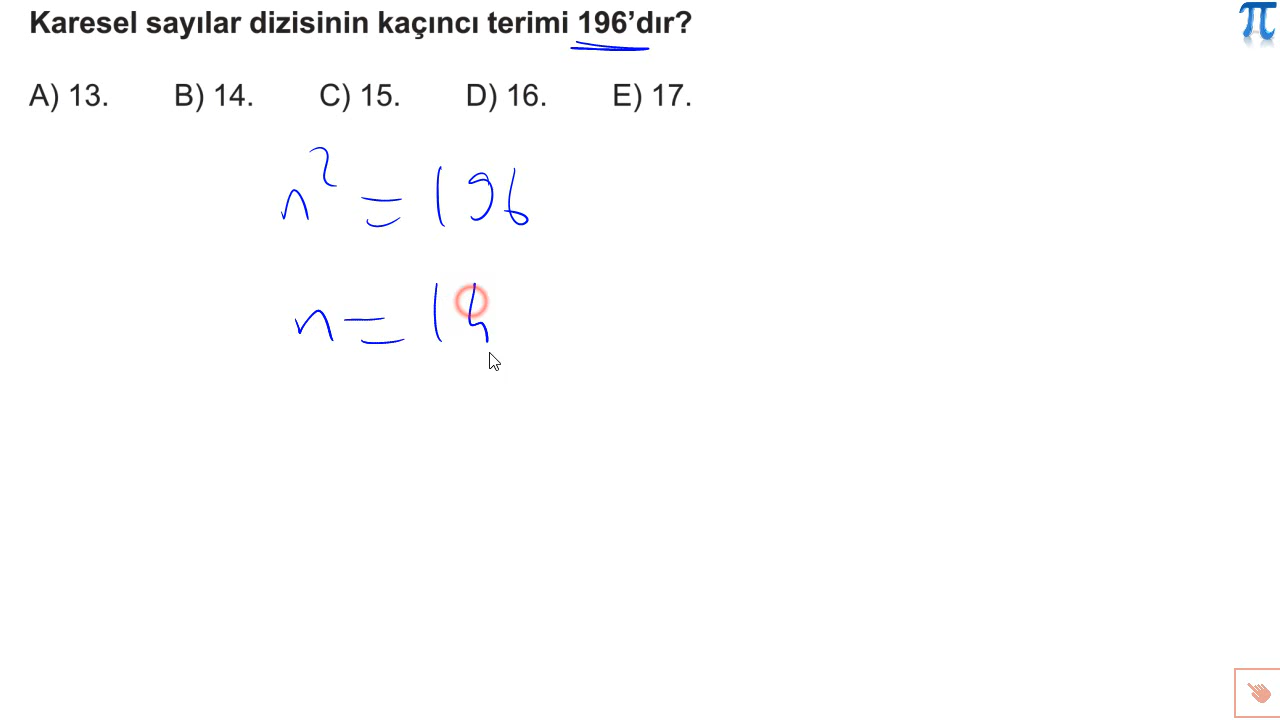 Karesel sayılar dizisinin kaçıncı terimi 196’dır?
A) 13. B) 14. C) 15. D) 16. E) 17.
n² = 196
n = 14
π